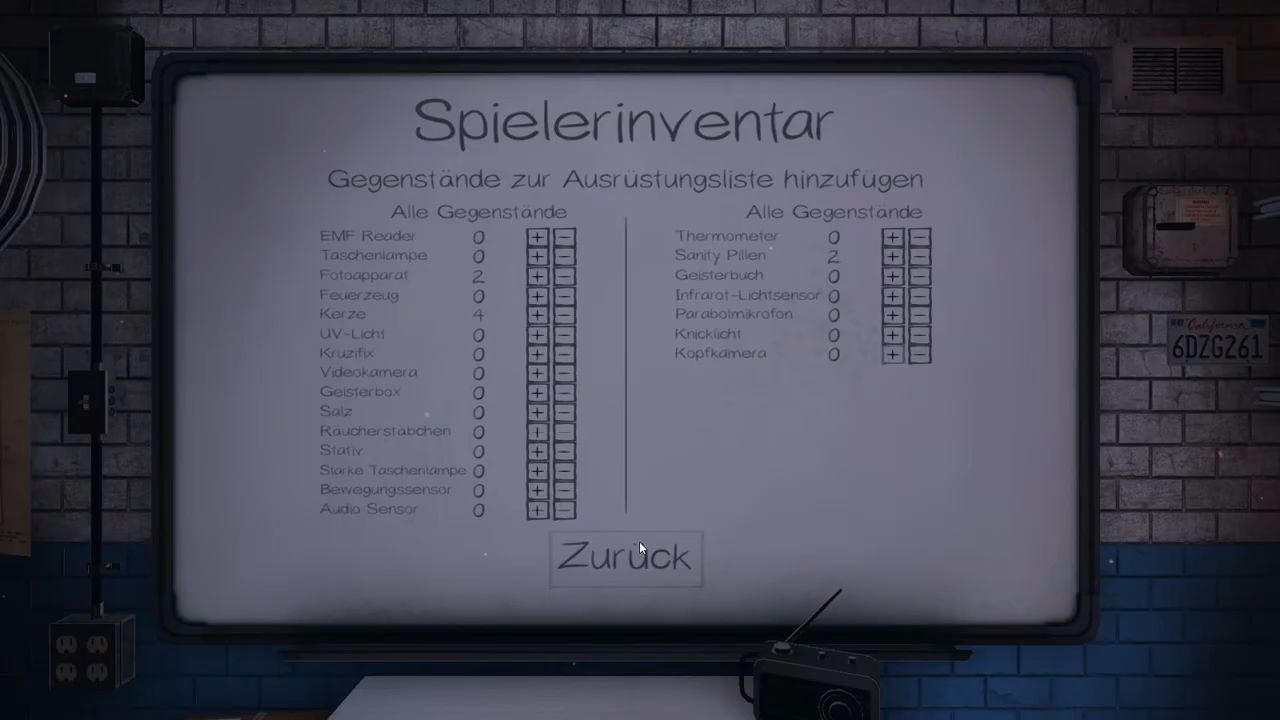 Spielerinventar
Gegenstände zur Ausrüstungsliste hinzufügen
Alle Gegenstände
EMF Reader 0 + −
Taschenlampe 0 + −
Fotoapparat 2 + −
Feuerzeug 0 + −
Kerze 4 + −
UV-Licht 0 + −
Kruzifix 0 + −
Videokamera 0 + −
Geisterbox 0 + −
Salz 0 + −
Räucherstäbchen 0 + −
Stativ 0 + −
Starke Taschenlampe 0 + −
Bewegungssensor 0 + −
Audio Sensor 0 + −
Alle Gegenstände
Thermometer 0 + −
Sanity Pillen 2 + −
Geisterbuch 0 + −
Infrarot-Lichtsensor 0 + −
Parabolmikrofon 0 + −
Knicklicht 0 + −
Kopfkamera 0 + −
Zurück
California
6DZG261